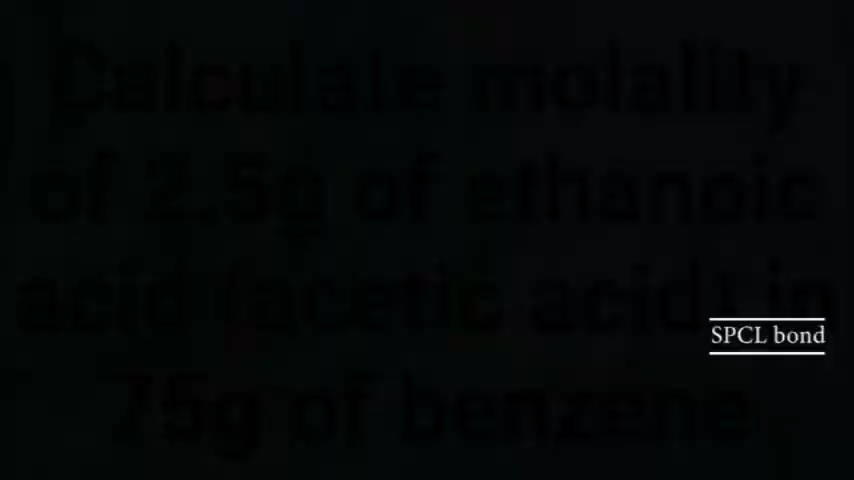 Calculate molality
of 2.5g of ethanoic
acid (acetic acid) in
75g of benzene
SPCL bond